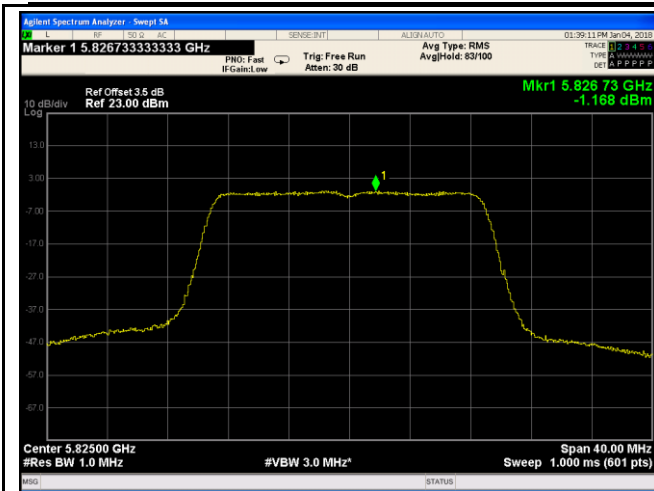 Agilent Spectrum Analyzer - Swept SA
L RF 50 Ω AC SENSE:INT ALIGN AUTO 01:39:11 PM Jan 04, 2018
Marker 1 5.826733333333 GHz
PNO: Fast
IFGain:Low
Trig: Free Run
Atten: 30 dB
Avg Type: RMS
Avg|Hold: 83/100
TRACE 1 2 3 4 5 6
TYPE A
DET A P P P P P
Mkr1 5.826 73 GHz
-1.168 dBm
Ref Offset 3.5 dB
Ref 23.00 dBm
10 dB/div
Log
1
13.0
3.00
-7.00
-17.0
-27.0
-37.0
-47.0
-57.0
-67.0
Center 5.82500 GHz Span 40.00 MHz
#Res BW 1.0 MHz #VBW 3.0 MHz* Sweep 1.000 ms (601 pts)
MSG STATUS